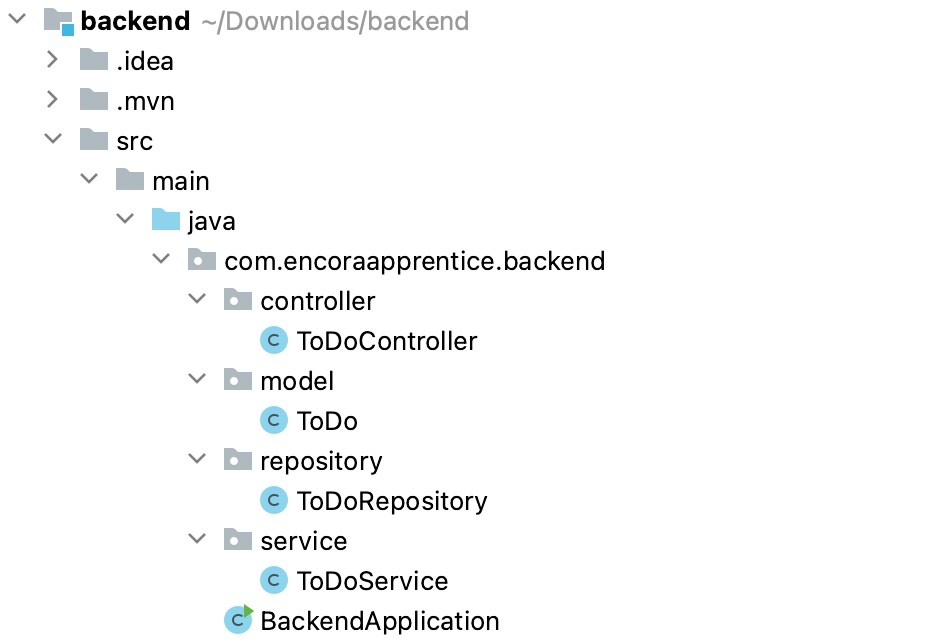 backend ~/Downloads/backend
.idea
.mvn
src
main
java
com.encoraapprentice.backend
controller
C ToDoController
model
C ToDo
repository
C ToDoRepository
service
C ToDoService
C BackendApplication